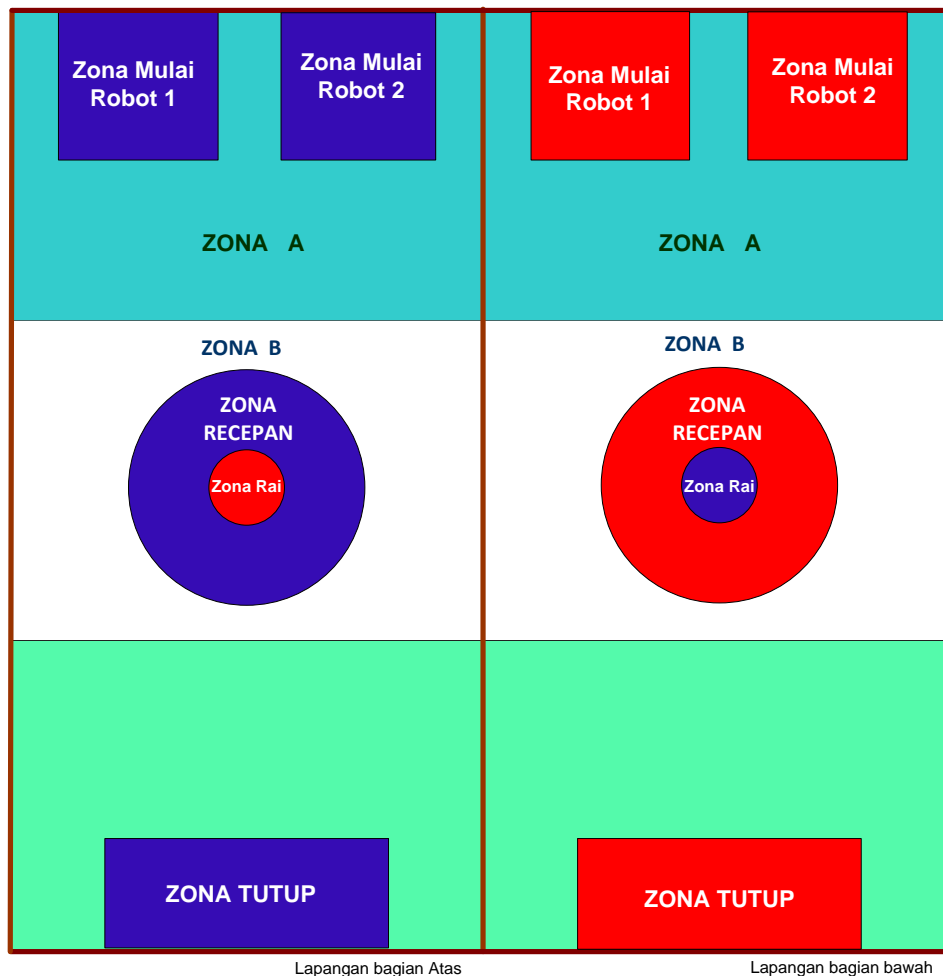 Zona Mulai
Robot 1
Zona Mulai
Robot 2
Zona Mulai
Robot 1
Zona Mulai
Robot 2
ZONA A
ZONA A
ZONA B
ZONA B
ZONA
RECEPAN
Zona Rai
ZONA
RECEPAN
Zona Rai
ZONA TUTUP
ZONA TUTUP
Lapangan bagian Atas
Lapangan bagian bawah